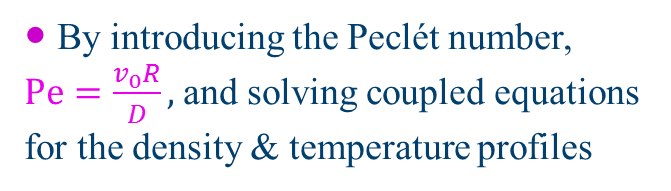 • By introducing the Peclét number,
Pe = v₀R/D, and solving coupled equations
for the density & temperature profiles